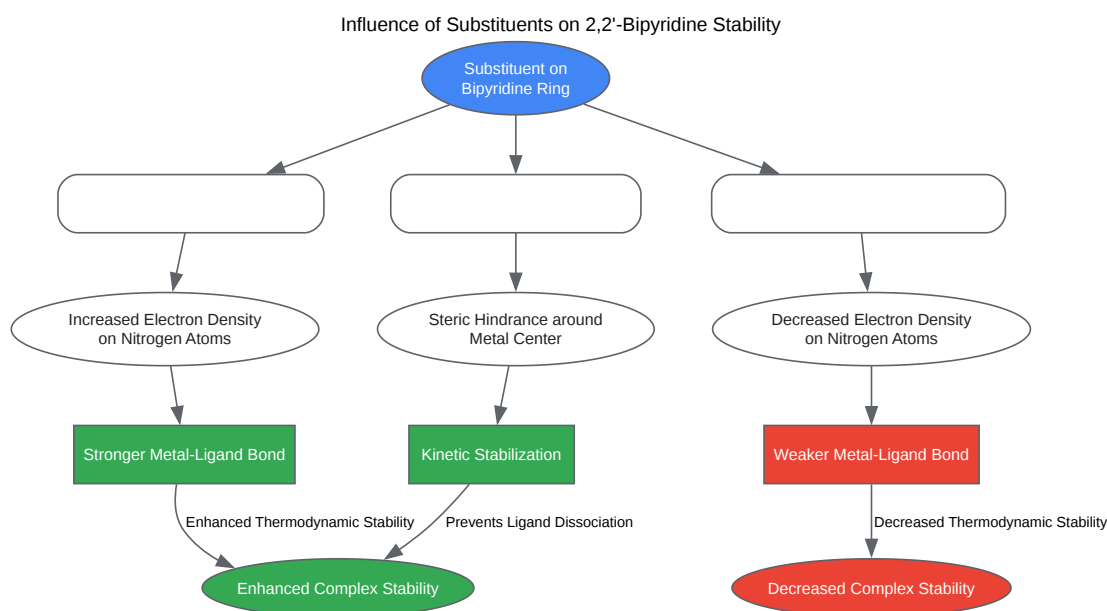 Influence of Substituents on 2,2'-Bipyridine Stability
Substituent on
Bipyridine Ring
Increased Electron Density
on Nitrogen Atoms
Steric Hindrance around
Metal Center
Decreased Electron Density
on Nitrogen Atoms
Stronger Metal-Ligand Bond
Kinetic Stabilization
Weaker Metal-Ligand Bond
Enhanced Thermodynamic Stability
Prevents Ligand Dissociation
Decreased Thermodynamic Stability
Enhanced Complex Stability
Decreased Complex Stability